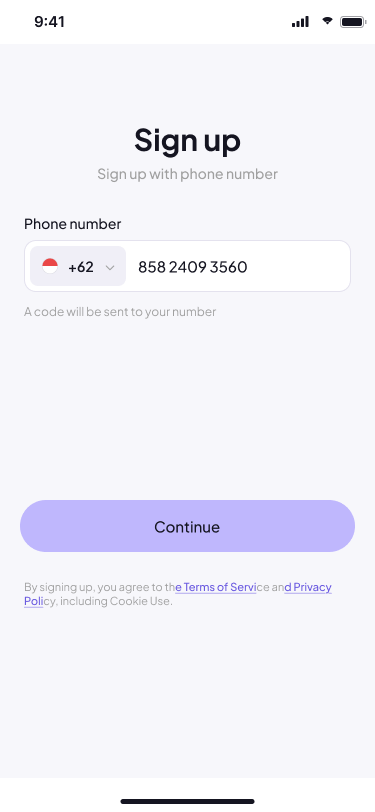 9:41
Sign up
Sign up with phone number
Phone number
+62 858 2409 3560
A code will be sent to your number
Continue
By signing up, you agree to the Terms of Service and Privacy
Policy, including Cookie Use.